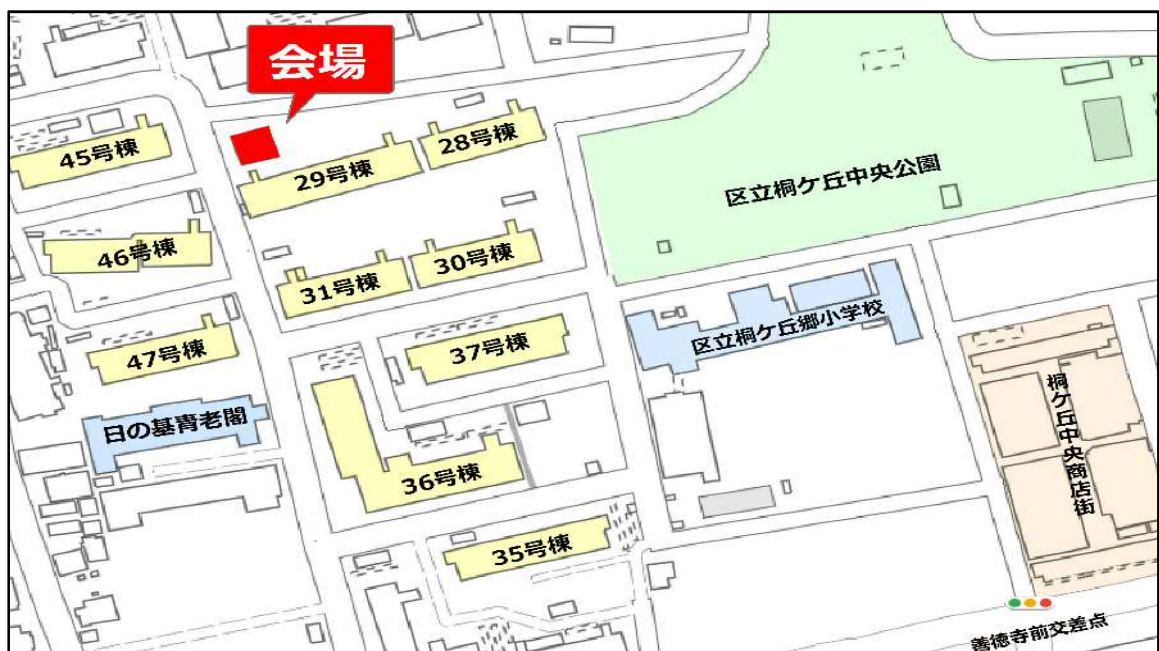 会場
45号棟
28号棟
29号棟
区立桐ケ丘中央公園
46号棟
30号棟
31号棟
区立桐ケ丘郷小学校
37号棟
47号棟
桐ケ丘中央商店街
日の基青老閣
36号棟
35号棟
善徳寺前交差点